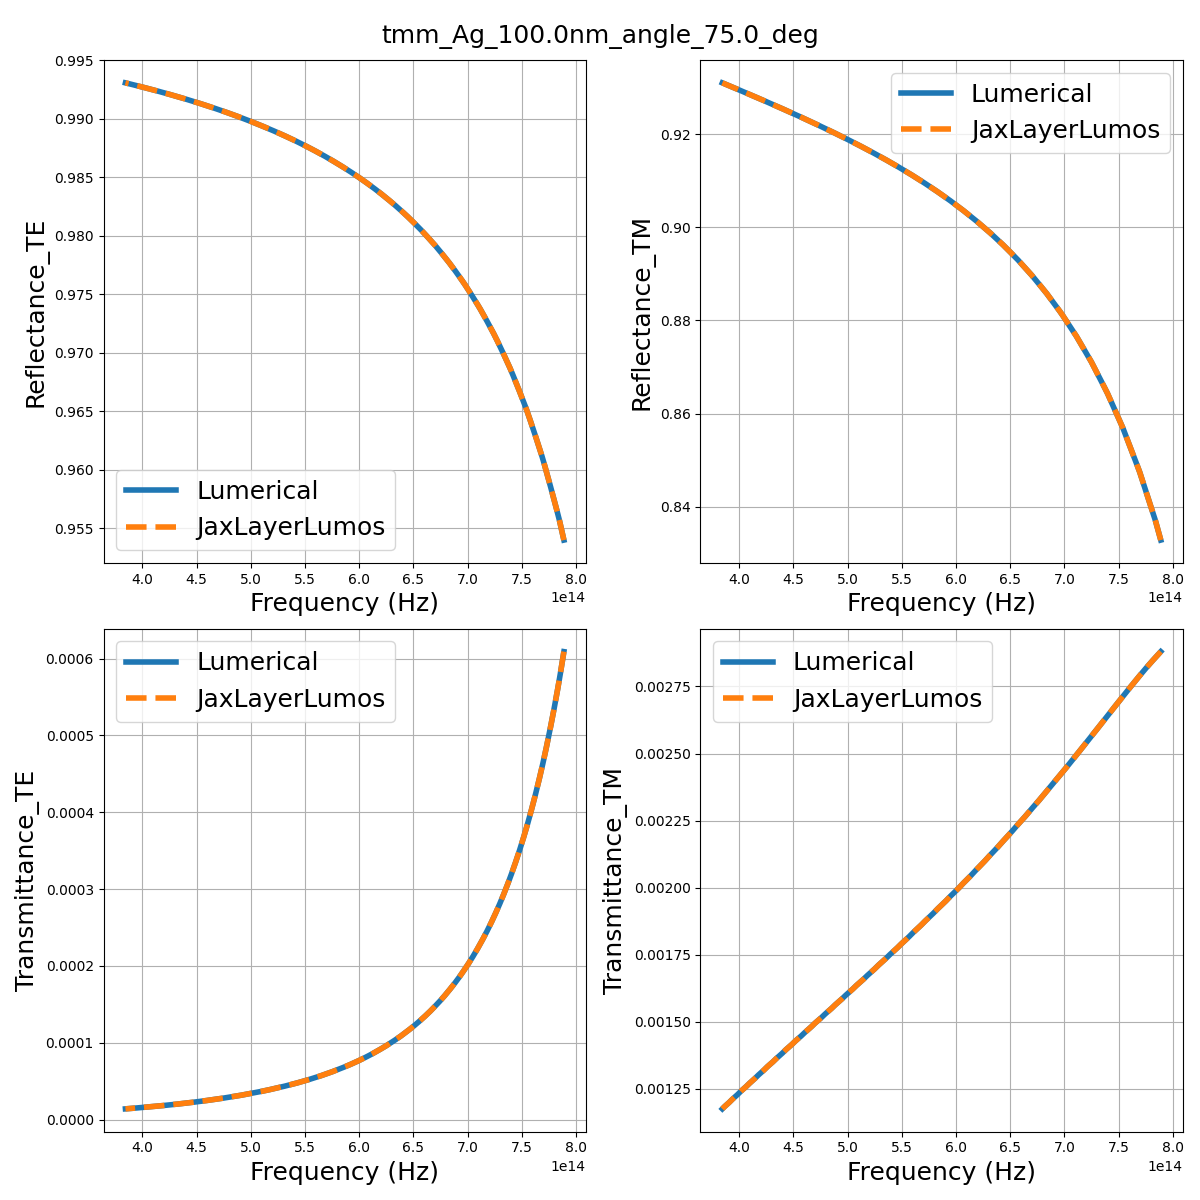 tmm_Ag_100.0nm_angle_75.0_deg
0.995
0.990
0.985
0.980
0.975
0.970
0.965
0.960
0.955
Reflectance_TE
Lumerical
JaxLayerLumos
4.0 4.5 5.0 5.5 6.0 6.5 7.0 7.5 8.0
1e14
Frequency (Hz)
0.92
0.90
0.88
0.86
0.84
Reflectance_TM
Lumerical
JaxLayerLumos
4.0 4.5 5.0 5.5 6.0 6.5 7.0 7.5 8.0
1e14
Frequency (Hz)
0.0006
0.0005
0.0004
0.0003
0.0002
0.0001
0.0000
Transmittance_TE
Lumerical
JaxLayerLumos
4.0 4.5 5.0 5.5 6.0 6.5 7.0 7.5 8.0
1e14
Frequency (Hz)
0.00275
0.00250
0.00225
0.00200
0.00175
0.00150
0.00125
Transmittance_TM
Lumerical
JaxLayerLumos
4.0 4.5 5.0 5.5 6.0 6.5 7.0 7.5 8.0
1e14
Frequency (Hz)